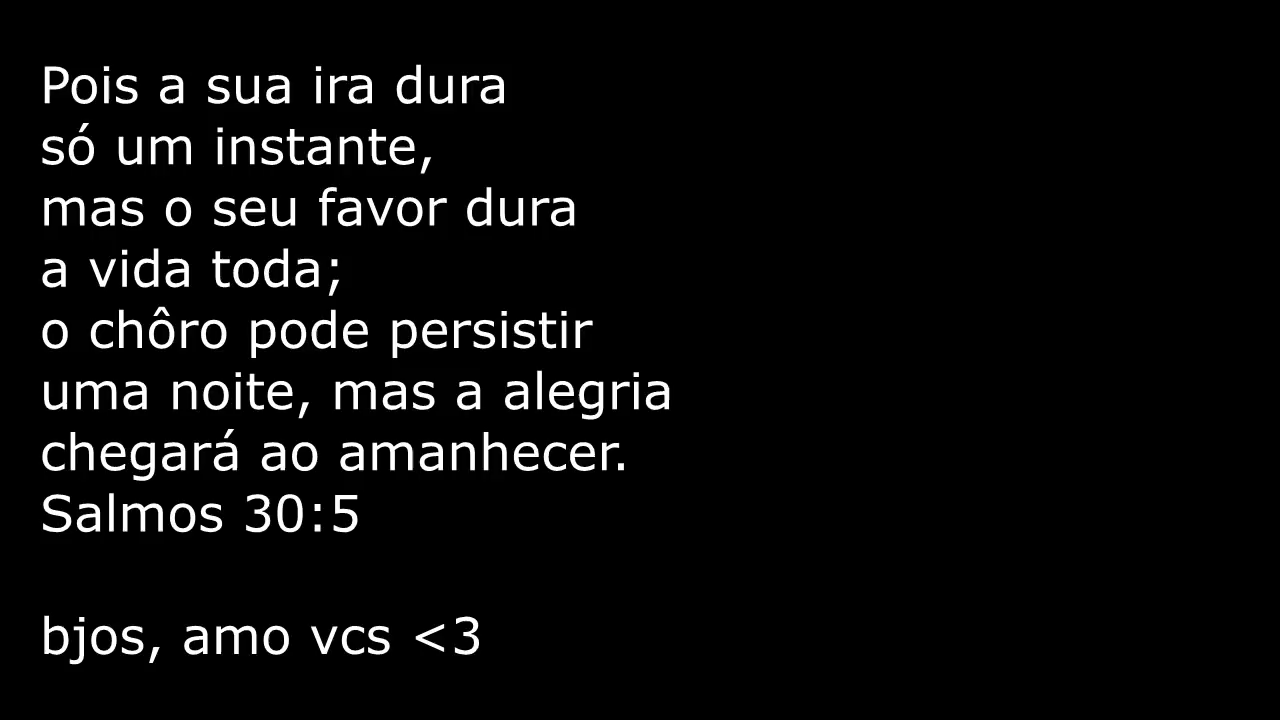 Pois a sua ira dura
só um instante,
mas o seu favor dura
a vida toda;
o chôro pode persistir
uma noite, mas a alegria
chegará ao amanhecer.
Salmos 30:5
bjos, amo vcs <3